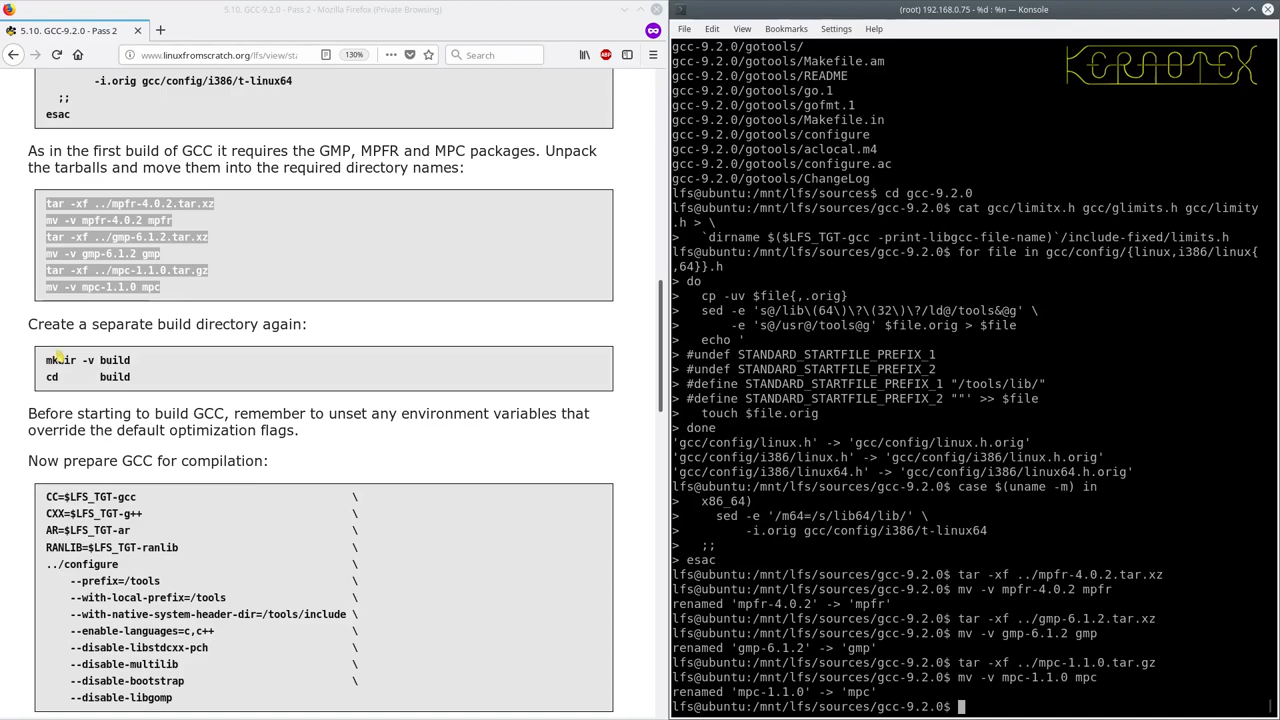 5.10. GCC-9.2.0 - Pass 2 - Mozilla Firefox (Private Browsing)
5.10. GCC-9.2.0 - Pass 2
www.linuxfromscratch.org/lfs/view/sta
130%
Search
-i.orig gcc/config/i386/t-linux64
;;
esac
As in the first build of GCC it requires the GMP, MPFR and MPC packages. Unpack
the tarballs and move them into the required directory names:
tar -xf ../mpfr-4.0.2.tar.xz
mv -v mpfr-4.0.2 mpfr
tar -xf ../gmp-6.1.2.tar.xz
mv -v gmp-6.1.2 gmp
tar -xf ../mpc-1.1.0.tar.gz
mv -v mpc-1.1.0 mpc
Create a separate build directory again:
mkdir -v build
cd build
Before starting to build GCC, remember to unset any environment variables that
override the default optimization flags.
Now prepare GCC for compilation:
CC=$LFS_TGT-gcc \
CXX=$LFS_TGT-g++ \
AR=$LFS_TGT-ar \
RANLIB=$LFS_TGT-ranlib \
../configure \
--prefix=/tools \
--with-local-prefix=/tools \
--with-native-system-header-dir=/tools/include \
--enable-languages=c,c++ \
--disable-libstdcxx-pch \
--disable-multilib \
--disable-bootstrap \
--disable-libgomp
(root) 192.168.0.75 - %d : %n — Konsole
File Edit View Bookmarks Settings Help
KERAOTEX
gcc-9.2.0/gotools/
gcc-9.2.0/gotools/Makefile.am
gcc-9.2.0/gotools/README
gcc-9.2.0/gotools/go.1
gcc-9.2.0/gotools/gofmt.1
gcc-9.2.0/gotools/Makefile.in
gcc-9.2.0/gotools/configure
gcc-9.2.0/gotools/aclocal.m4
gcc-9.2.0/gotools/configure.ac
gcc-9.2.0/gotools/ChangeLog
lfs@ubuntu:/mnt/lfs/sources$ cd gcc-9.2.0
lfs@ubuntu:/mnt/lfs/sources/gcc-9.2.0$ cat gcc/limitx.h gcc/glimits.h gcc/limity
.h > \
> `dirname $($LFS_TGT-gcc -print-libgcc-file-name)`/include-fixed/limits.h
lfs@ubuntu:/mnt/lfs/sources/gcc-9.2.0$ for file in gcc/config/{linux,i386/linux{
,64}}.h
> do
> cp -uv $file{,.orig}
> sed -e 's@/lib\(64\)\?\(32\)\?/ld@/tools&@g' \
> -e 's@/usr@/tools@g' $file.orig > $file
> echo '
> #undef STANDARD_STARTFILE_PREFIX_1
> #undef STANDARD_STARTFILE_PREFIX_2
> #define STANDARD_STARTFILE_PREFIX_1 "/tools/lib/"
> #define STANDARD_STARTFILE_PREFIX_2 ""' >> $file
> touch $file.orig
> done
'gcc/config/linux.h' -> 'gcc/config/linux.h.orig'
'gcc/config/i386/linux.h' -> 'gcc/config/i386/linux.h.orig'
'gcc/config/i386/linux64.h' -> 'gcc/config/i386/linux64.h.orig'
lfs@ubuntu:/mnt/lfs/sources/gcc-9.2.0$ case $(uname -m) in
> x86_64)
> sed -e '/m64=/s/lib64/lib/' \
> -i.orig gcc/config/i386/t-linux64
> ;;
> esac
lfs@ubuntu:/mnt/lfs/sources/gcc-9.2.0$ tar -xf ../mpfr-4.0.2.tar.xz
lfs@ubuntu:/mnt/lfs/sources/gcc-9.2.0$ mv -v mpfr-4.0.2 mpfr
renamed 'mpfr-4.0.2' -> 'mpfr'
lfs@ubuntu:/mnt/lfs/sources/gcc-9.2.0$ tar -xf ../gmp-6.1.2.tar.xz
lfs@ubuntu:/mnt/lfs/sources/gcc-9.2.0$ mv -v gmp-6.1.2 gmp
renamed 'gmp-6.1.2' -> 'gmp'
lfs@ubuntu:/mnt/lfs/sources/gcc-9.2.0$ tar -xf ../mpc-1.1.0.tar.gz
lfs@ubuntu:/mnt/lfs/sources/gcc-9.2.0$ mv -v mpc-1.1.0 mpc
renamed 'mpc-1.1.0' -> 'mpc'
lfs@ubuntu:/mnt/lfs/sources/gcc-9.2.0$